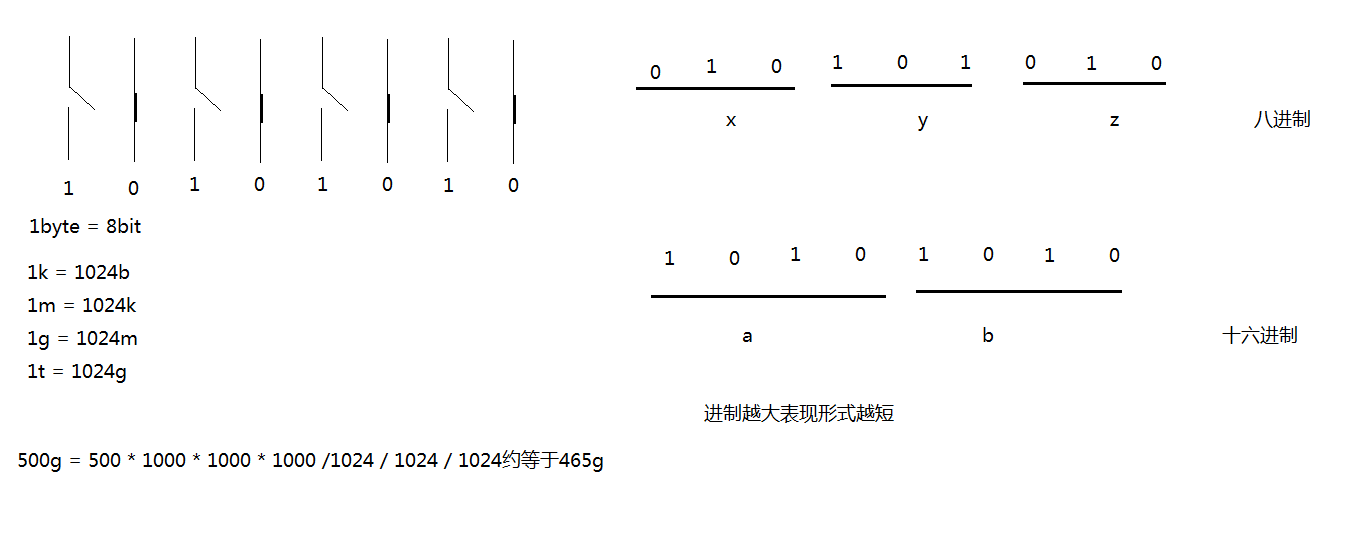 1 0 1 0 1 0 1 0
1byte = 8bit
1k = 1024b
1m = 1024k
1g = 1024m
1t = 1024g
500g = 500 * 1000 * 1000 * 1000 /1024 / 1024 / 1024约等于465g
0 1 0 1 0 1 0 1 0
x y z 八进制
1 0 1 0 1 0 1 0
a b 十六进制
进制越大表现形式越短